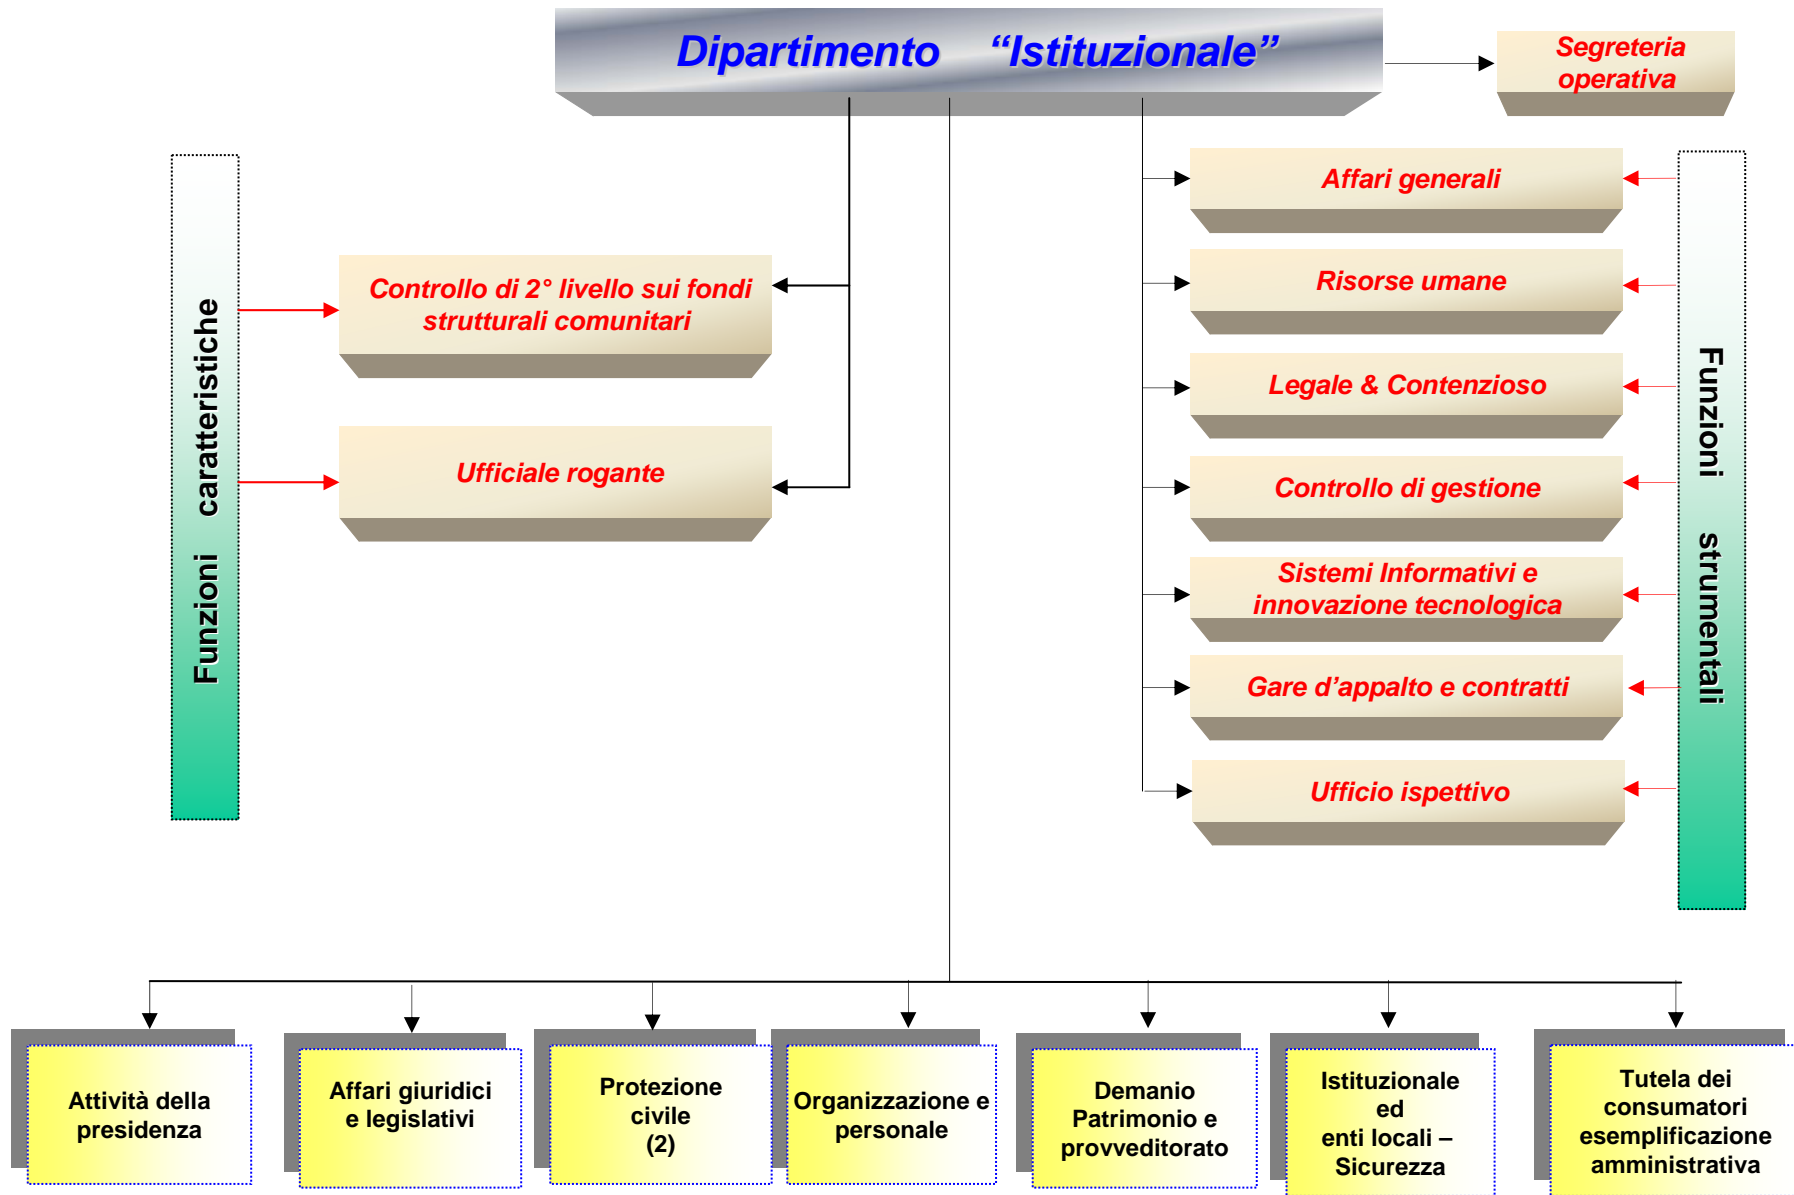 Dipartimento “Istituzionale”
Segreteria
operativa
Funzioni caratteristiche
Controllo di 2° livello sui fondi
strutturali comunitari
Ufficiale rogante
Affari generali
Risorse umane
Legale & Contenzioso
Controllo di gestione
Sistemi Informativi e
innovazione tecnologica
Gare d’appalto e contratti
Ufficio ispettivo
Funzioni strumentali
Attività della
presidenza
Affari giuridici
e legislativi
Protezione
civile
(2)
Organizzazione e
personale
Demanio
Patrimonio e
provveditorato
Istituzionale
ed
enti locali –
Sicurezza
Tutela dei
consumatori
esemplificazione
amministrativa